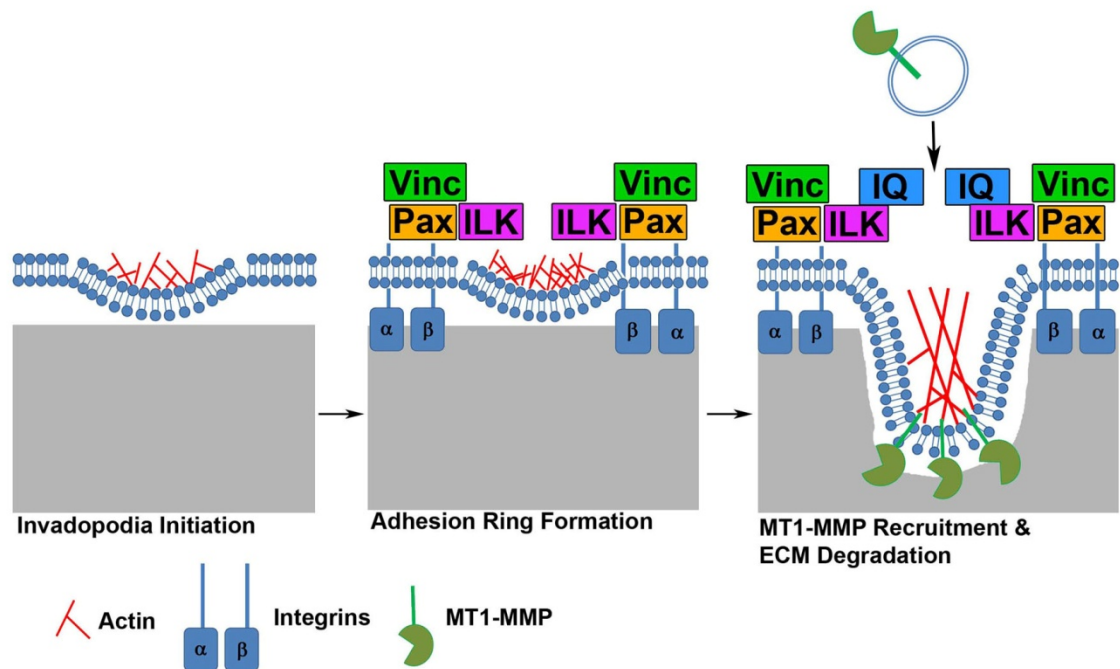 Vinc
Vinc
Pax
ILK
ILK
Pax
α
β
β
α
Vinc
IQ
IQ
Vinc
Pax
ILK
ILK
Pax
α
β
β
α
Invadopodia Initiation
Adhesion Ring Formation
MT1-MMP Recruitment &
ECM Degradation
Actin
α
β
Integrins
MT1-MMP